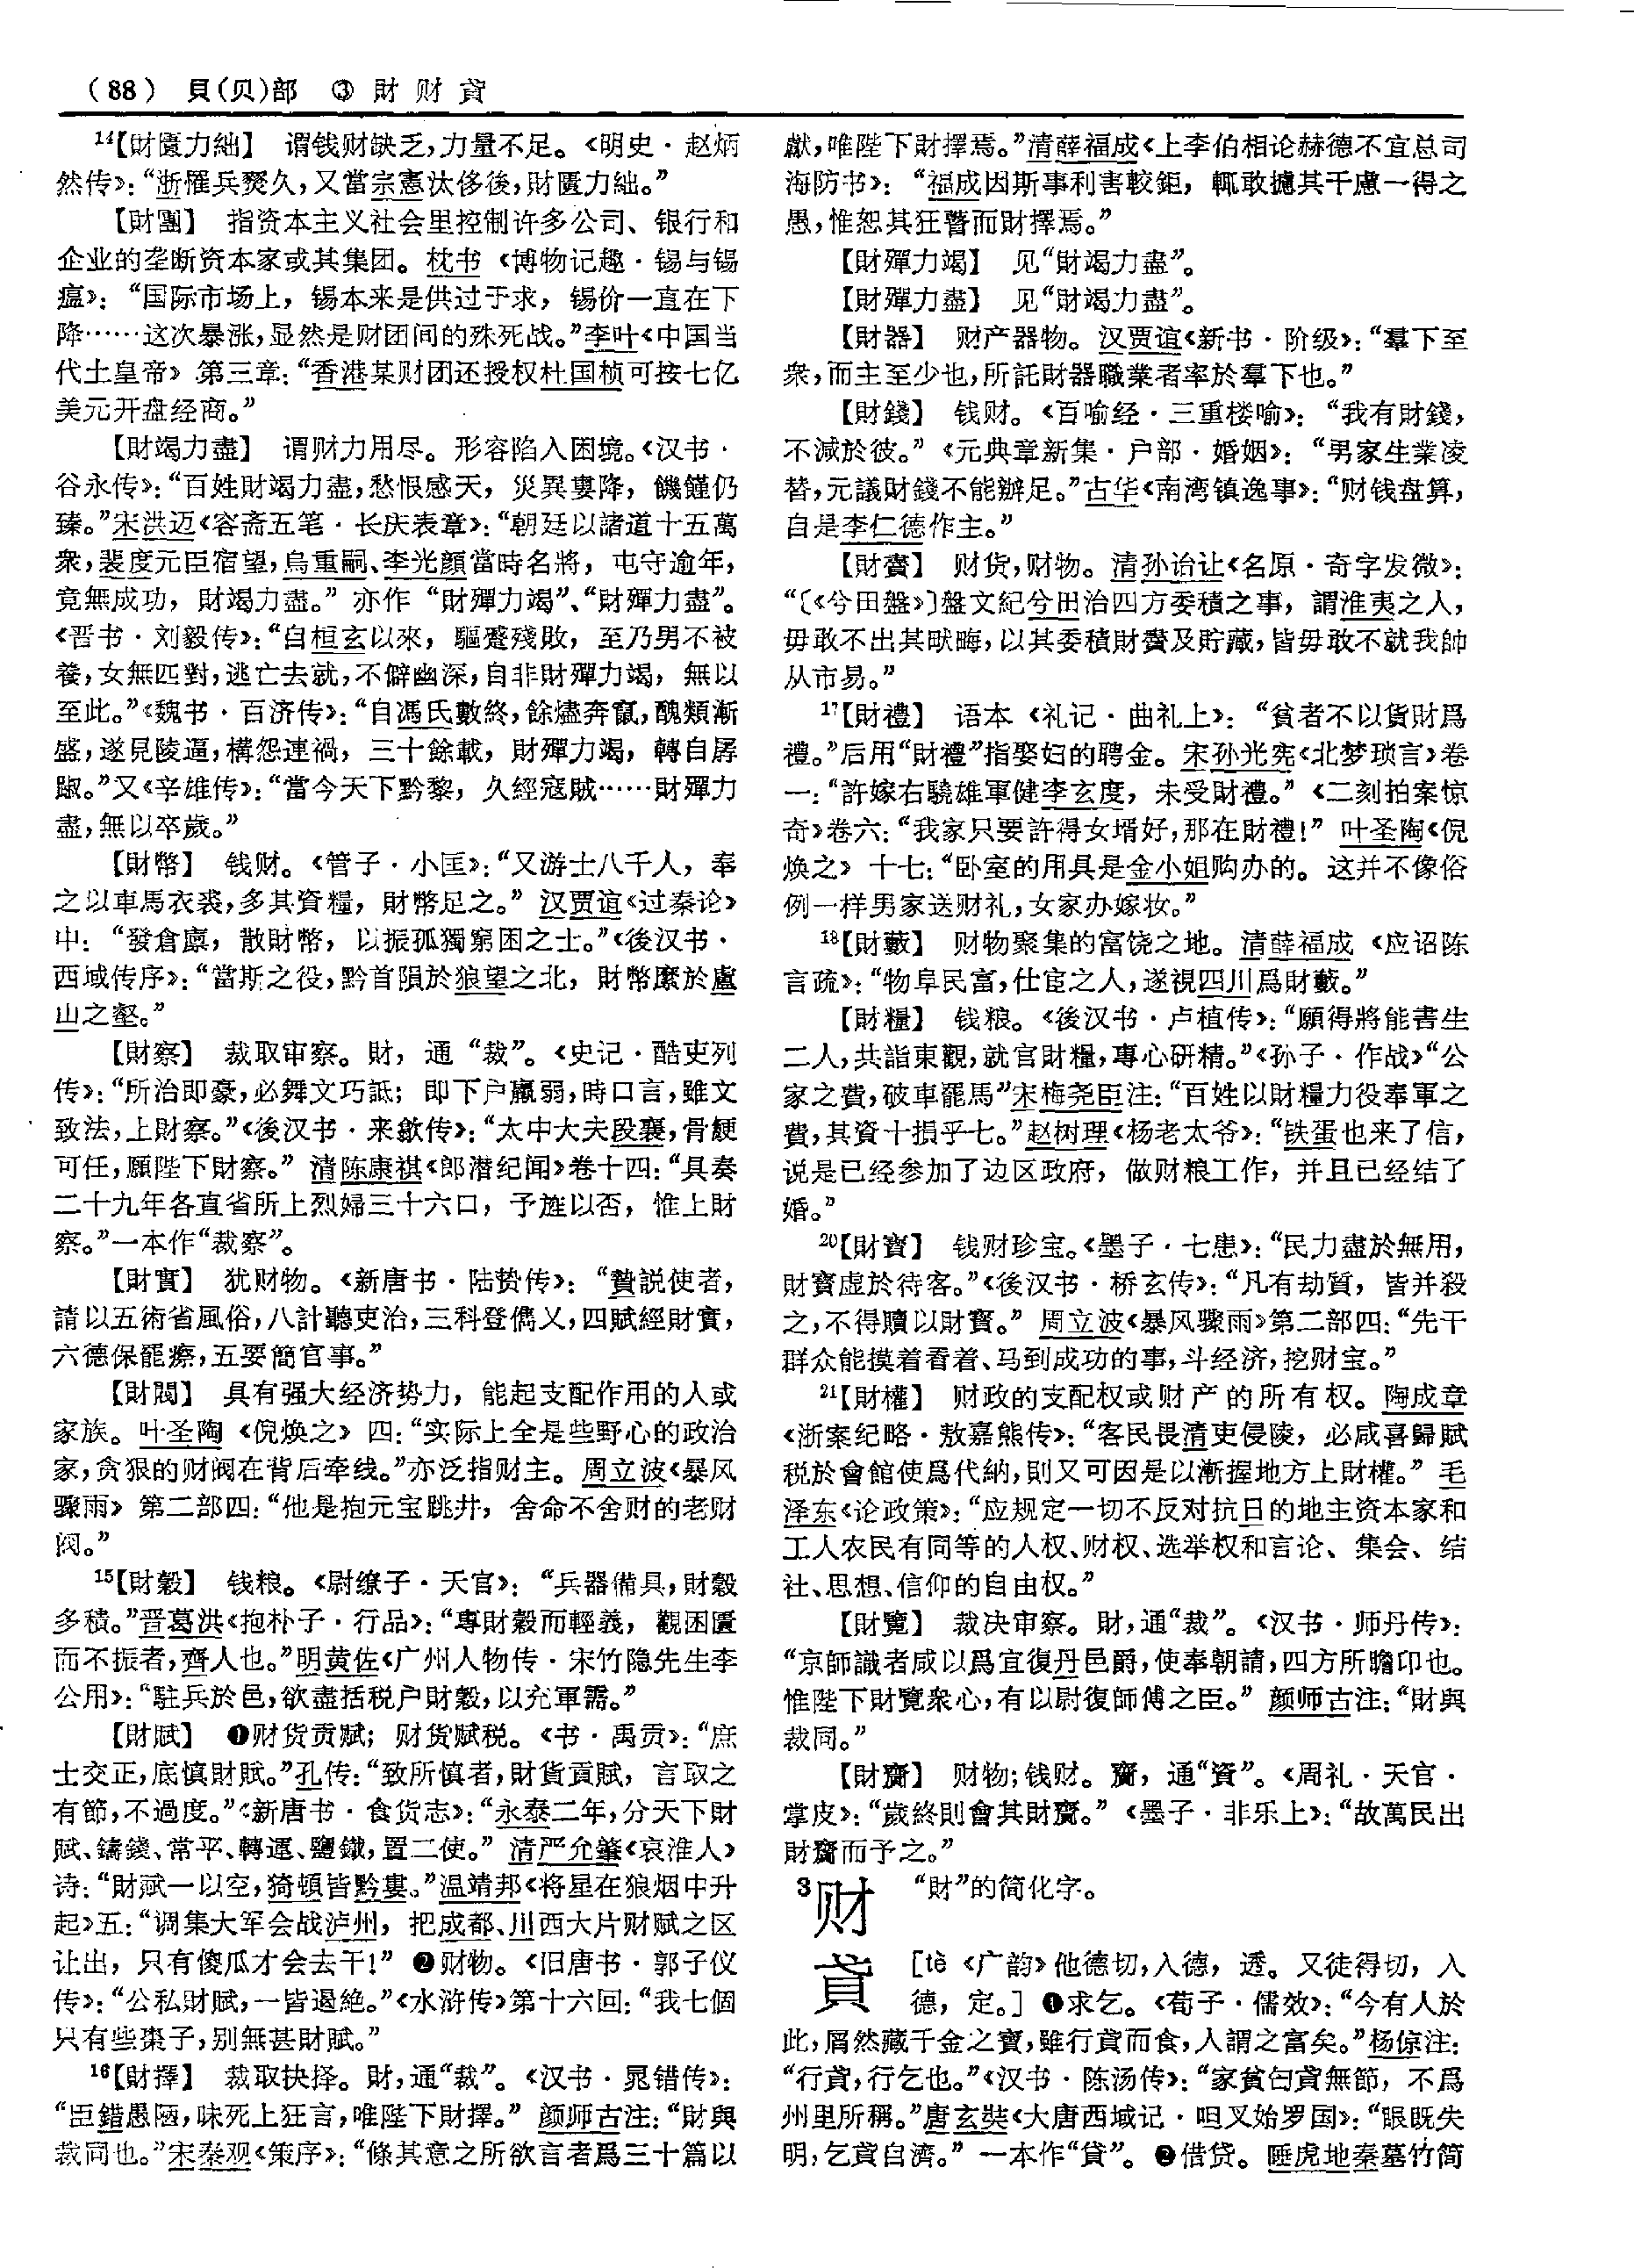 （88） 貝(贝)部 ③ 財 财 貣
¹⁴【財匱力絀】 谓钱财缺乏，力量不足。《明史·赵炳
然传》：“浙罹兵燹久，又當宗憲汰侈後，財匱力絀。”
【財團】 指资本主义社会里控制许多公司、银行和
企业的垄断资本家或其集团。枕书《博物记趣·锡与锡
瘟》：“国际市场上，锡本来是供过于求，锡价一直在下
降……这次暴涨，显然是财团间的殊死战。”李叶《中国当
代土皇帝》第三章：“香港某财团还授权杜国桢可按七亿
美元开盘经商。”
【財竭力盡】 谓财力用尽。形容陷入困境。《汉书·
谷永传》：“百姓財竭力盡，愁恨感天，災異婁降，饑饉仍
臻。”宋洪迈《容斋五笔·长庆表章》：“朝廷以諸道十五萬
衆，裴度元臣宿望，烏重嗣、李光顔當時名將，屯守逾年，
竟無成功，財竭力盡。”亦作“財殫力竭”、“財殫力盡”。
《晋书·刘毅传》：“自桓玄以來，驅蹙殘敗，至乃男不被
養，女無匹對，逃亡去就，不僻幽深，自非財殫力竭，無以
至此。”《魏书·百济传》：“自馮氏數終，餘燼奔竄，醜類漸
盛，遂見陵逼，構怨連禍，三十餘載，財殫力竭，轉自孱
踧。”又《辛雄传》：“當今天下黔黎，久經寇賊……財殫力
盡，無以卒歲。”
【財幣】 钱财。《管子·小匡》：“又游士八千人，奉
之以車馬衣裘，多其資糧，財幣足之。”汉贾谊《过秦论》
中：“發倉廩，散財幣，以振孤獨窮困之士。”《後汉书·
西域传序》：“當斯之役，黔首隕於狼望之北，財幣縻於盧
山之壑。”
【財察】 裁取审察。財，通“裁”。《史记·酷吏列
传》：“所治即豪，必舞文巧詆；即下户羸弱，時口言，雖文
致法，上財察。”《後汉书·来歙传》：“太中大夫段襄，骨鯁
可任，願陛下財察。”清陈康祺《郎潜纪闻》卷十四：“具奏
二十九年各直省所上烈婦三十六口，予旌以否，惟上財
察。”一本作“裁察”。
【財實】 犹财物。《新唐书·陆贽传》：“贄説使者，
請以五術省風俗，八計聽吏治，三科登儁乂，四賦經財實，
六德保罷瘵，五要簡官事。”
【財閥】 具有强大经济势力，能起支配作用的人或
家族。叶圣陶《倪焕之》四：“实际上全是些野心的政治
家，贪狠的财阀在背后牵线。”亦泛指财主。周立波《暴风
骤雨》第二部四：“他是抱元宝跳井，舍命不舍财的老财
阀。”
¹⁵【財穀】 钱粮。《尉缭子·天官》：“兵器備具，財穀
多積。”晋葛洪《抱朴子·行品》：“專財穀而輕義，觀困匱
而不振者，齊人也。”明黄佐《广州人物传·宋竹隐先生李
公用》：“駐兵於邑，欲盡括税户財穀，以充軍需。”
【財賦】 ❶财货贡赋；财货赋税。《书·禹贡》：“庶
士交正，底慎財賦。”孔传：“致所慎者，財貨貢賦，言取之
有節，不過度。”《新唐书·食货志》：“永泰二年，分天下財
賦、鑄錢、常平、轉運、鹽鐵，置二使。”清严允肇《哀淮人》
诗：“財賦一以空，猗頓皆黔婁。”温靖邦《将星在狼烟中升
起》五：“调集大军会战泸州，把成都、川西大片财赋之区
让出，只有傻瓜才会去干！”❷财物。《旧唐书·郭子仪
传》：“公私財賦，一皆遏絶。”《水浒传》第十六回：“我七個
只有些棗子，别無甚財賦。”
¹⁶【財擇】 裁取抉择。財，通“裁”。《汉书·晁错传》：
“臣錯愚陋，昧死上狂言，唯陛下財擇。”颜师古注：“財與
裁同也。”宋秦观《策序》：“條其意之所欲言者爲三十篇以
獻，唯陛下財擇焉。”清薛福成《上李伯相论赫德不宜总司
海防书》：“福成因斯事利害較鉅，輒敢攄其千慮一得之
愚，惟恕其狂瞽而財擇焉。”
【財殫力竭】 见“財竭力盡”。
【財殫力盡】 见“財竭力盡”。
【財器】 财产器物。汉贾谊《新书·阶级》：“羣下至
衆，而主至少也，所託財器職業者率於羣下也。”
【財錢】 钱财。《百喻经·三重楼喻》：“我有財錢，
不減於彼。”《元典章新集·户部·婚姻》：“男家生業凌
替，元議財錢不能辦足。”古华《南湾镇逸事》：“财钱盘算，
自是李仁德作主。”
【財賮】 财货，财物。清孙诒让《名原·奇字发微》：
“〔《兮田盤》〕盤文紀兮田治四方委積之事，謂淮夷之人，
毋敢不出其畎畮，以其委積財賮及貯藏，皆毋敢不就我帥
从市易。”
¹⁷【財禮】 语本《礼记·曲礼上》：“貧者不以貨財爲
禮。”后用“財禮”指娶妇的聘金。宋孙光宪《北梦琐言》卷
一：“許嫁右驍雄軍健李玄度，未受財禮。”《二刻拍案惊
奇》卷六：“我家只要許得女壻好，那在財禮！”叶圣陶《倪
焕之》十七：“卧室的用具是金小姐购办的。这并不像俗
例一样男家送财礼，女家办嫁妆。”
¹⁸【財藪】 财物聚集的富饶之地。清薛福成《应诏陈
言疏》：“物阜民富，仕宦之人，遂視四川爲財藪。”
【財糧】 钱粮。《後汉书·卢植传》：“願得將能書生
二人，共詣東觀，就官財糧，專心研精。”《孙子·作战》“公
家之費，破車罷馬”宋梅尧臣注：“百姓以財糧力役奉軍之
費，其資十損乎七。”赵树理《杨老太爷》：“铁蛋也来了信，
说是已经参加了边区政府，做财粮工作，并且已经结了
婚。”
²⁰【財寶】 钱财珍宝。《墨子·七患》：“民力盡於無用，
財寶虚於待客。”《後汉书·桥玄传》：“凡有劫質，皆并殺
之，不得贖以財寶。”周立波《暴风骤雨》第二部四：“先干
群众能摸着看着、马到成功的事，斗经济，挖财宝。”
²¹【財權】 财政的支配权或财产的所有权。陶成章
《浙案纪略·敖嘉熊传》：“客民畏清吏侵陵，必咸喜歸賦
税於會館使爲代納，則又可因是以漸握地方上財權。”毛
泽东《论政策》：“应规定一切不反对抗日的地主资本家和
工人农民有同等的人权、财权、选举权和言论、集会、结
社、思想、信仰的自由权。”
【財覽】 裁决审察。財，通“裁”。《汉书·师丹传》：
“京師識者咸以爲宜復丹邑爵，使奉朝請，四方所瞻卬也。
惟陛下財覽衆心，有以尉復師傅之臣。”颜师古注：“財與
裁同。”
【財齎】 财物；钱财。齎，通“資”。《周礼·天官·
掌皮》：“歲終則會其財齎。”《墨子·非乐上》：“故萬民出
財齎而予之。”
³财 “財”的简化字。
貣 [tè《广韵》他德切，入德，透。又徒得切，入
德，定。] ❶求乞。《荀子·儒效》：“今有人於
此，屑然藏千金之寶，雖行貣而食，人謂之富矣。”杨倞注：
“行貣，行乞也。”《汉书·陈汤传》：“家貧匄貣無節，不爲
州里所稱。”唐玄奘《大唐西域记·呾叉始罗国》：“眼既失
明，乞貣自濟。”一本作“貸”。❷借贷。睡虎地秦墓竹简